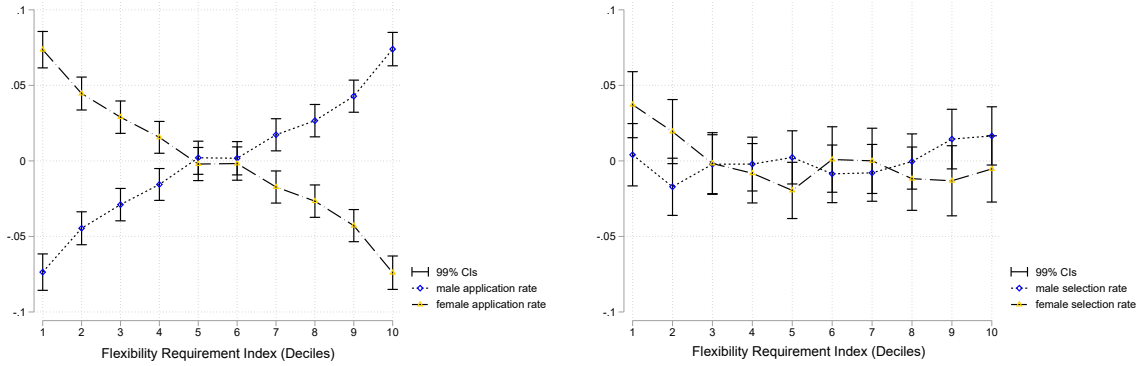 .1
.05
0
-.05
-.1
1 2 3 4 5 6 7 8 9 10
Flexibility Requirement Index (Deciles)
99% CIs
male application rate
female application rate
.1
.05
0
-.05
-.1
1 2 3 4 5 6 7 8 9 10
Flexibility Requirement Index (Deciles)
99% CIs
male selection rate
female selection rate